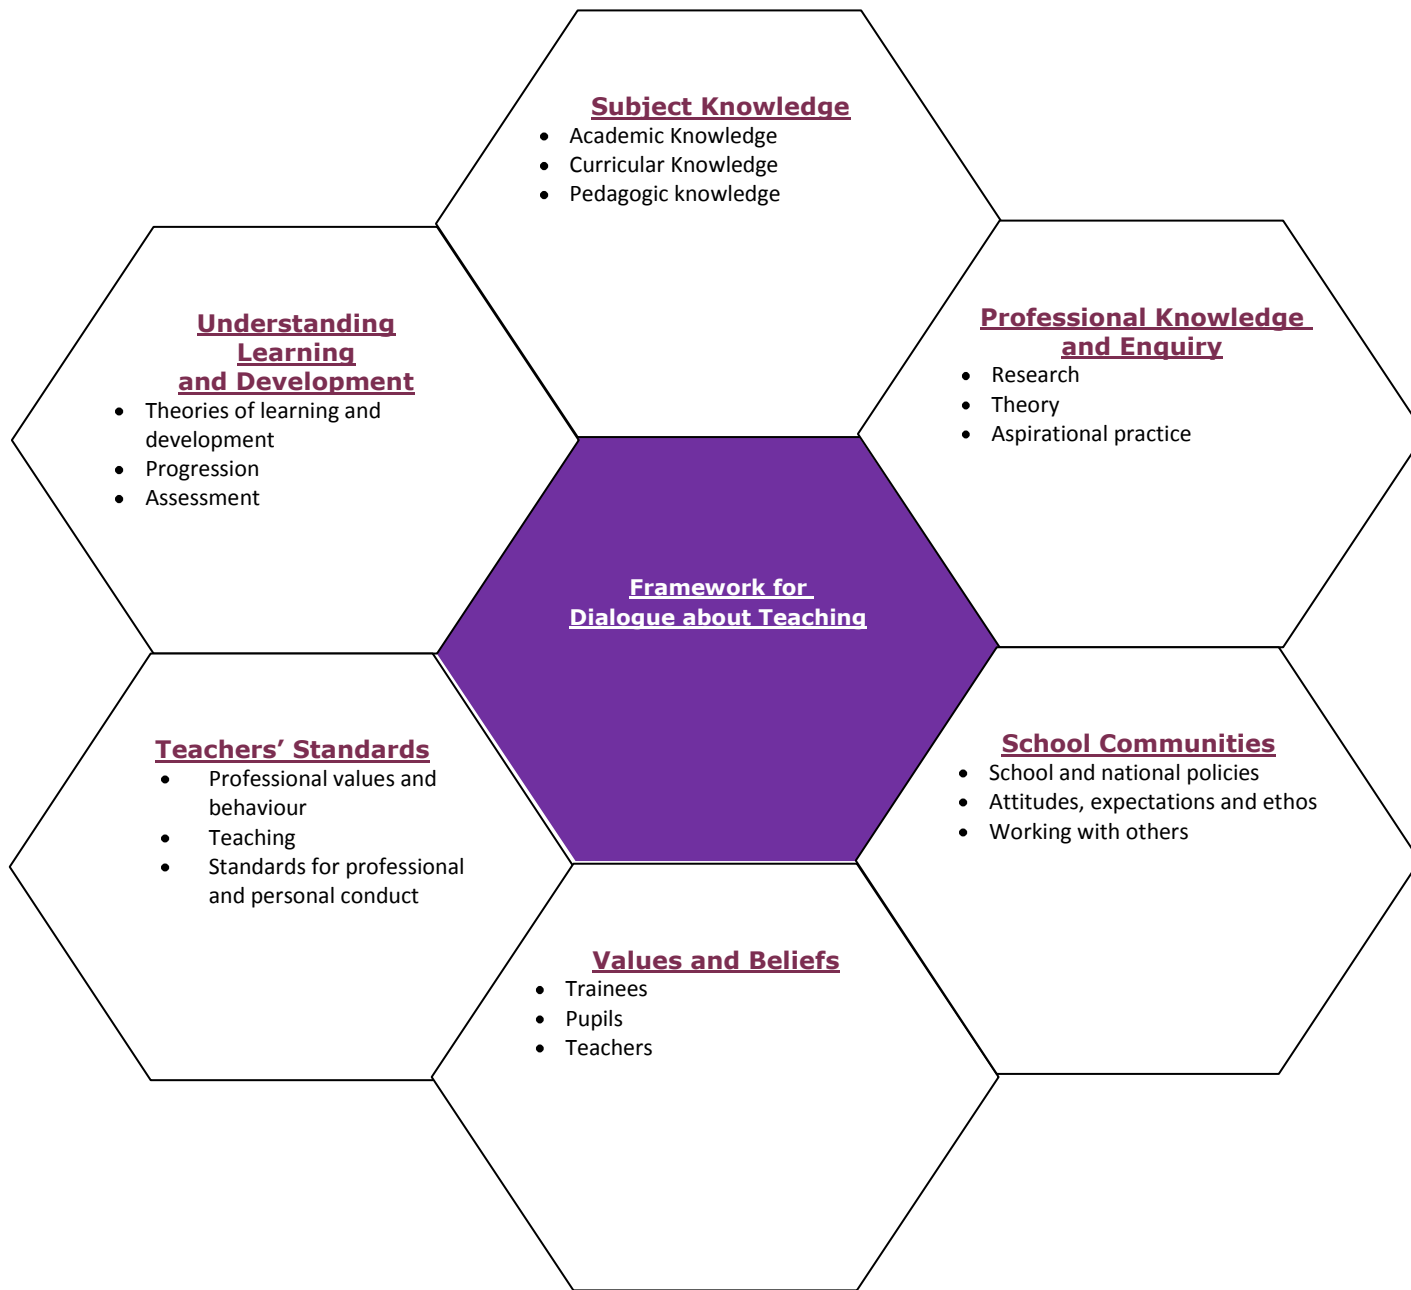 Subject Knowledge
• Academic Knowledge
• Curricular Knowledge
• Pedagogic knowledge
Understanding
Learning
and Development
• Theories of learning and
development
• Progression
• Assessment
Professional Knowledge
and Enquiry
• Research
• Theory
• Aspirational practice
Framework for
Dialogue about Teaching
Teachers’ Standards
• Professional values and
behaviour
• Teaching
• Standards for professional
and personal conduct
School Communities
• School and national policies
• Attitudes, expectations and ethos
• Working with others
Values and Beliefs
• Trainees
• Pupils
• Teachers